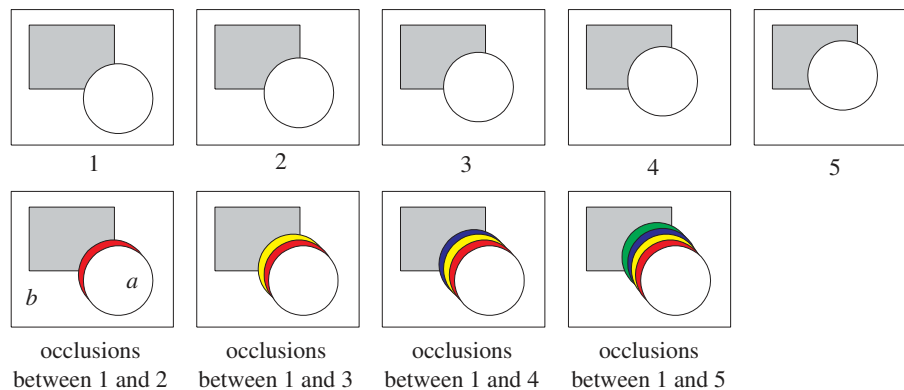 1 2 3 4 5
b a
occlusions occlusions occlusions occlusions
between 1 and 2 between 1 and 3 between 1 and 4 between 1 and 5